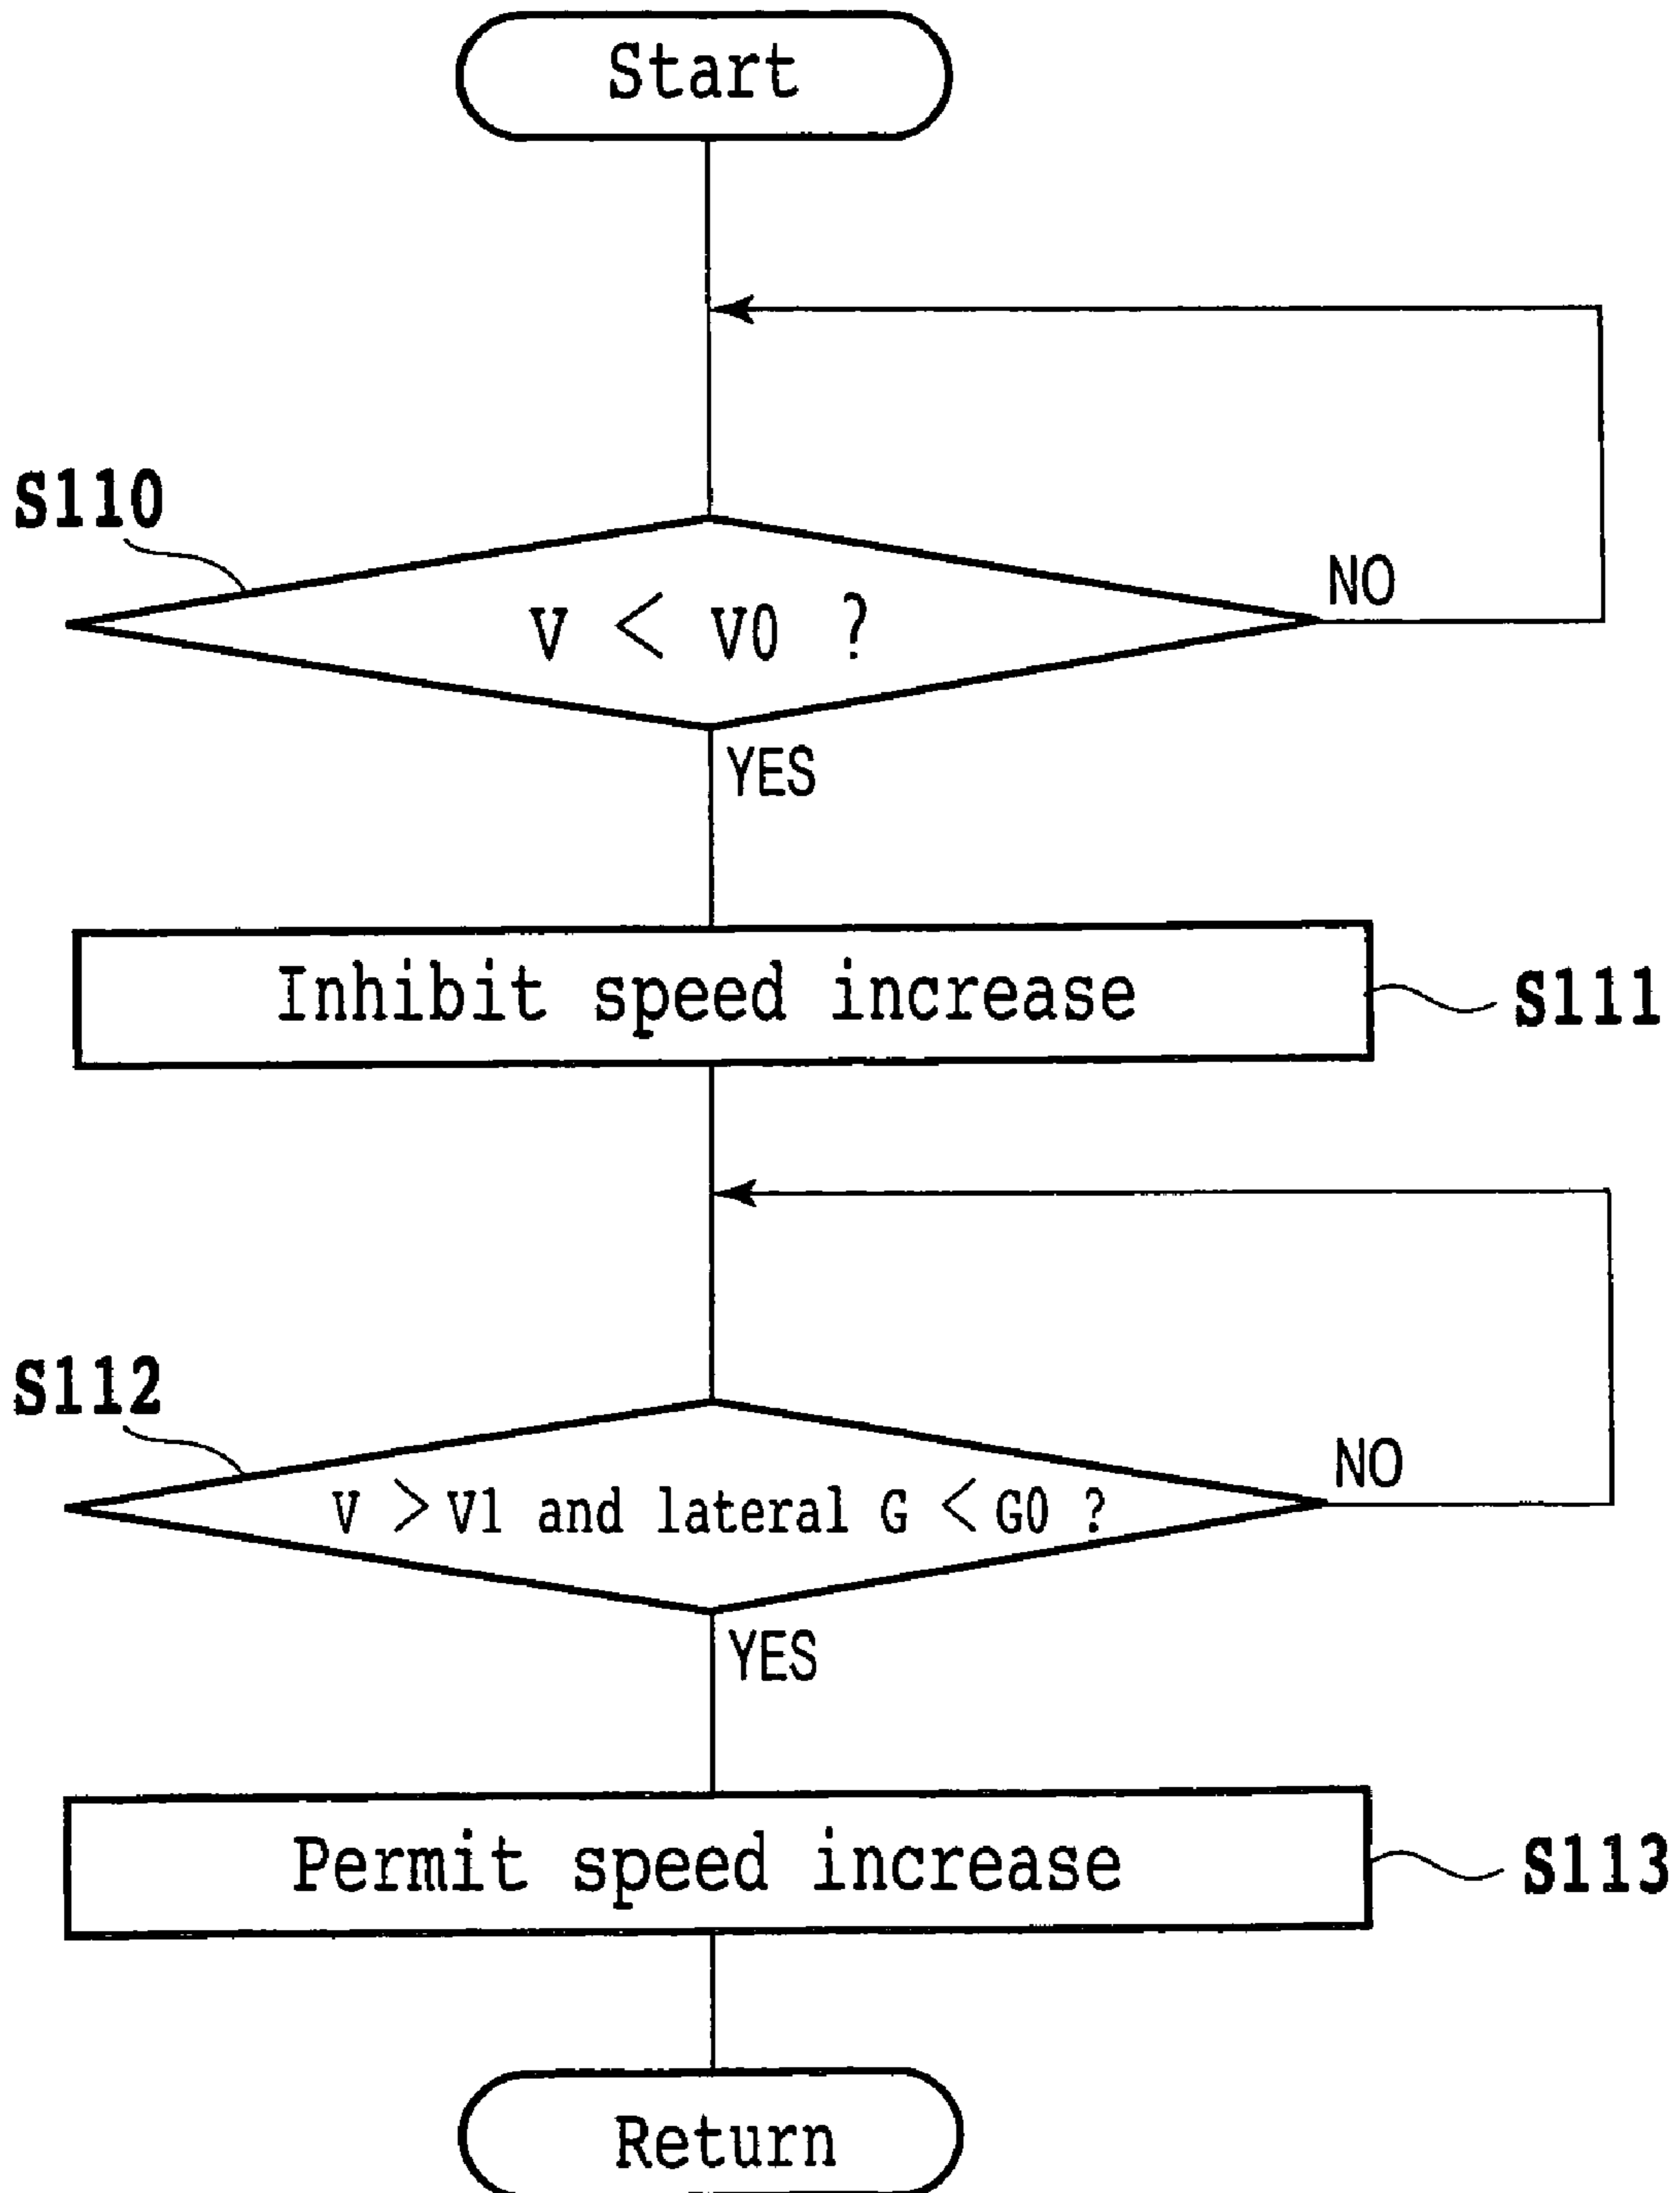 Start
S110
V < V0 ?
NO
YES
Inhibit speed increase
S111
S112
V > V1 and lateral G < G0 ?
NO
YES
Permit speed increase
S113
Return